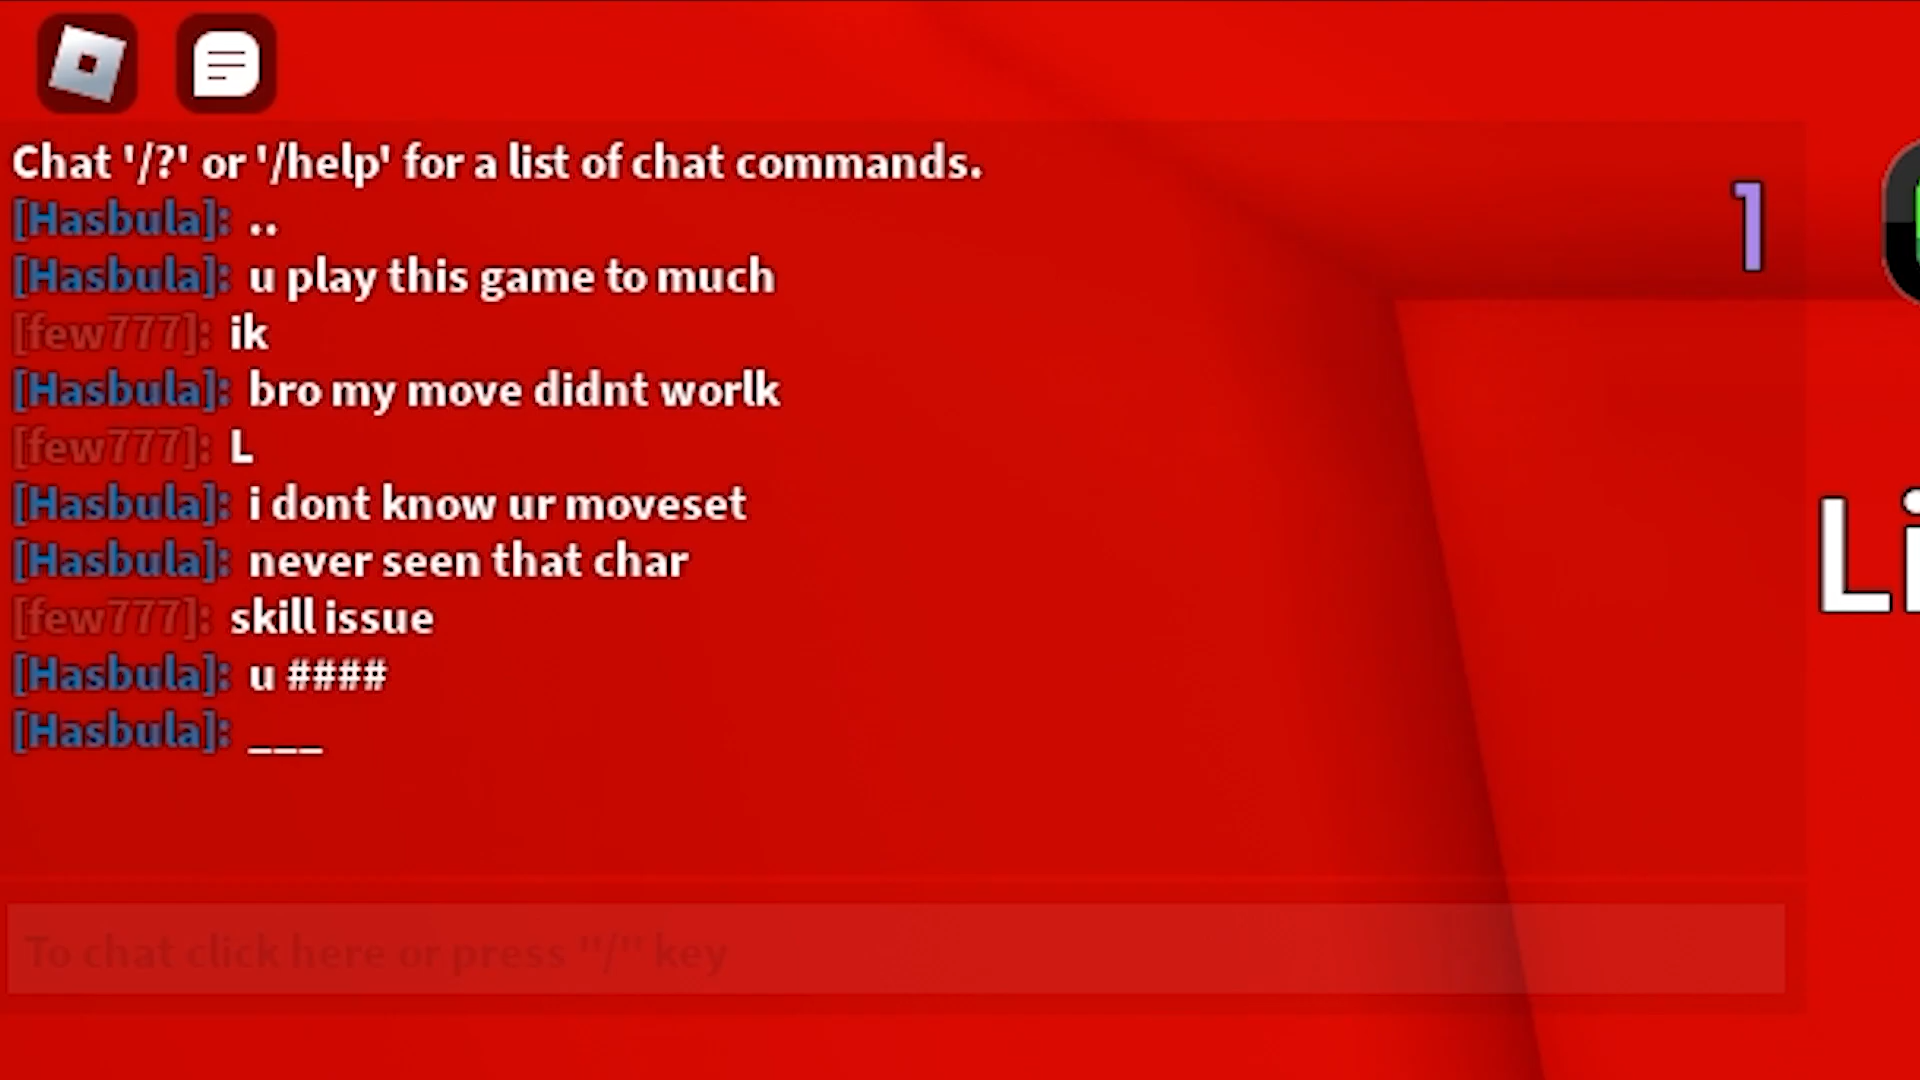 Chat '/?' or '/help' for a list of chat commands.
[Hasbula]: ..
[Hasbula]: u play this game to much
[few777]: ik
[Hasbula]: bro my move didnt worlk
[few777]: L
[Hasbula]: i dont know ur moveset
[Hasbula]: never seen that char
[few777]: skill issue
[Hasbula]: u ####
[Hasbula]: ___
To chat click here or press "/" key
1
Li